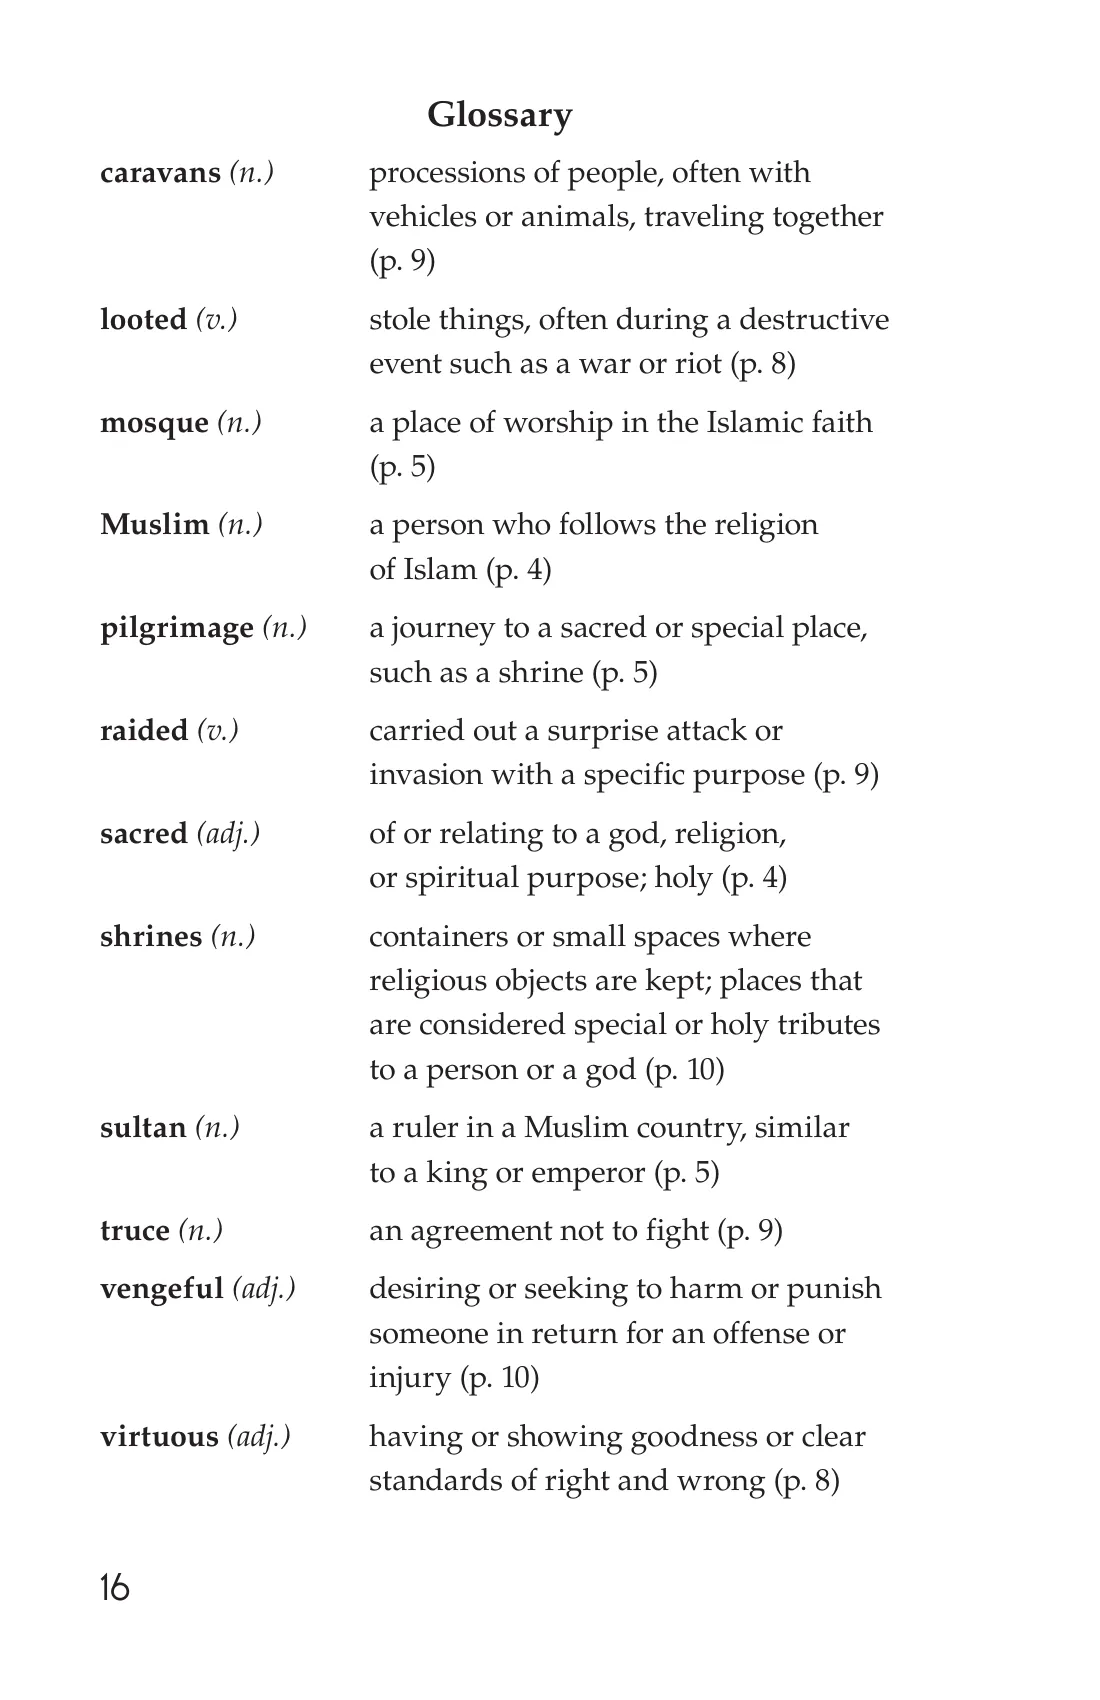 Glossary
caravans (n.) processions of people, often with
vehicles or animals, traveling together
(p. 9)
looted (v.) stole things, often during a destructive
event such as a war or riot (p. 8)
mosque (n.) a place of worship in the Islamic faith
(p. 5)
Muslim (n.) a person who follows the religion
of Islam (p. 4)
pilgrimage (n.) a journey to a sacred or special place,
such as a shrine (p. 5)
raided (v.) carried out a surprise attack or
invasion with a specific purpose (p. 9)
sacred (adj.) of or relating to a god, religion,
or spiritual purpose; holy (p. 4)
shrines (n.) containers or small spaces where
religious objects are kept; places that
are considered special or holy tributes
to a person or a god (p. 10)
sultan (n.) a ruler in a Muslim country, similar
to a king or emperor (p. 5)
truce (n.) an agreement not to fight (p. 9)
vengeful (adj.) desiring or seeking to harm or punish
someone in return for an offense or
injury (p. 10)
virtuous (adj.) having or showing goodness or clear
standards of right and wrong (p. 8)
16